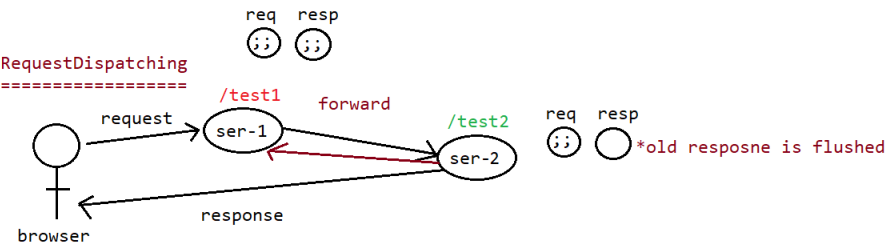 req resp
;; ;;
RequestDispatching
==================
/test1
forward
request
ser-1
/test2
req resp
ser-2
;;
*old resposne is flushed
response
browser